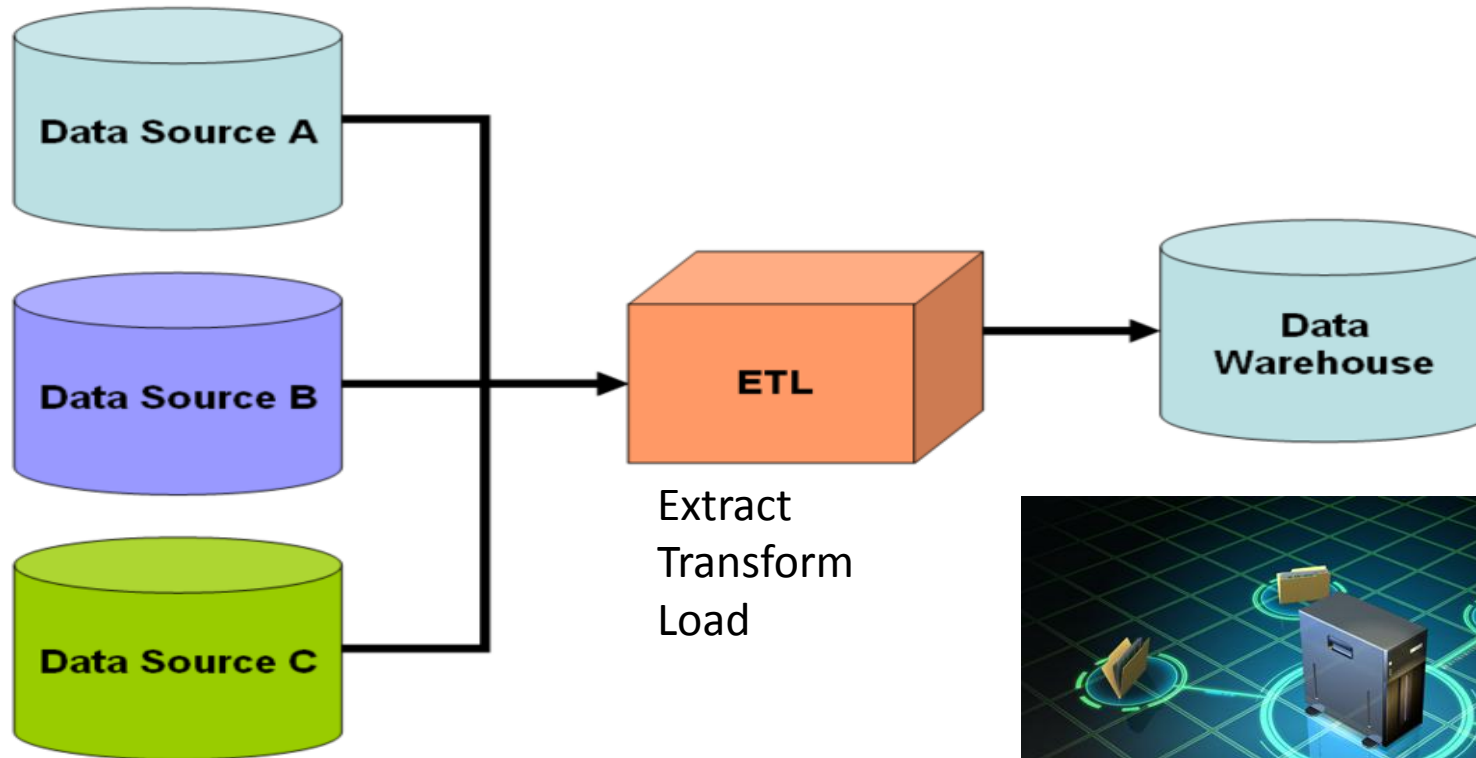 Data Source A
Data Source B
Data Source C
ETL
Extract
Transform
Load
Data
Warehouse